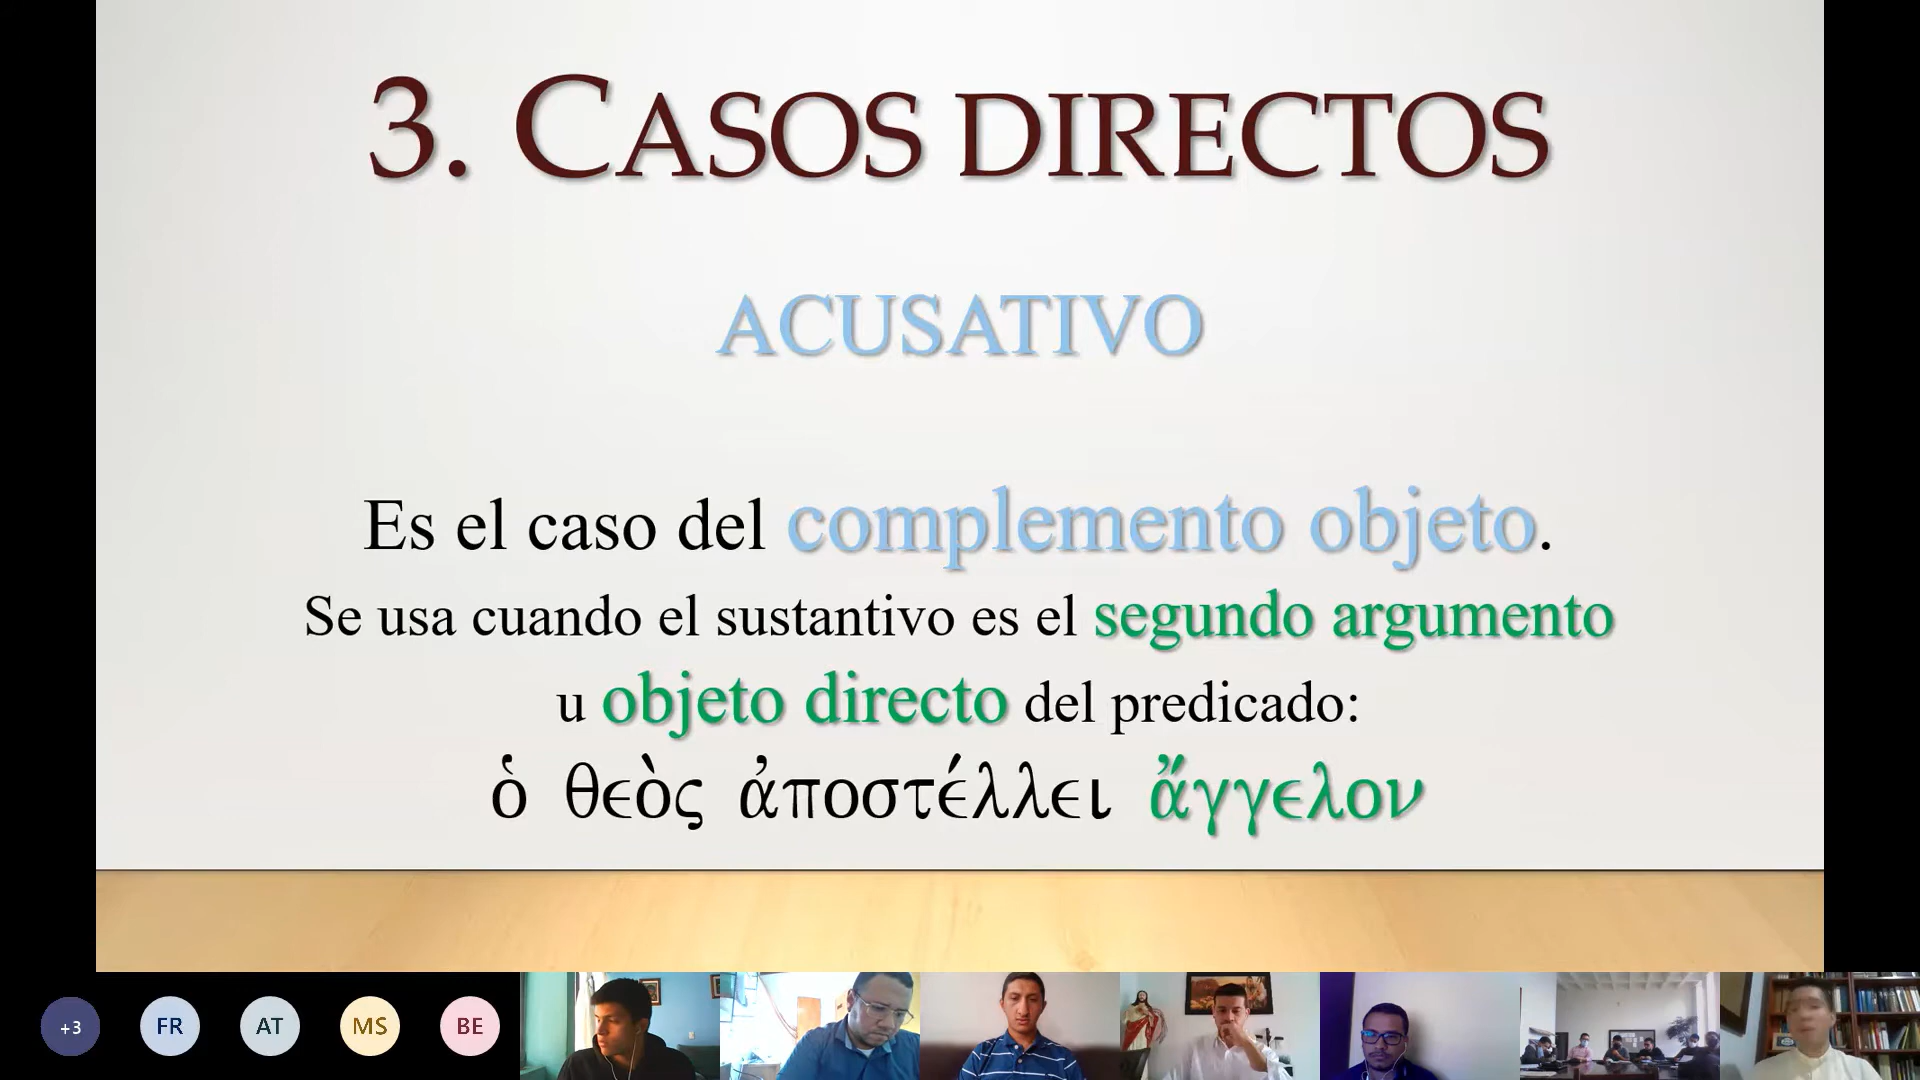 3. CASOS DIRECTOS
ACUSATIVO
Es el caso del complemento objeto.
Se usa cuando el sustantivo es el segundo argumento
u objeto directo del predicado:
ὁ θεὸς ἀποστέλλει ἄγγελον
+3 FR AT MS BE